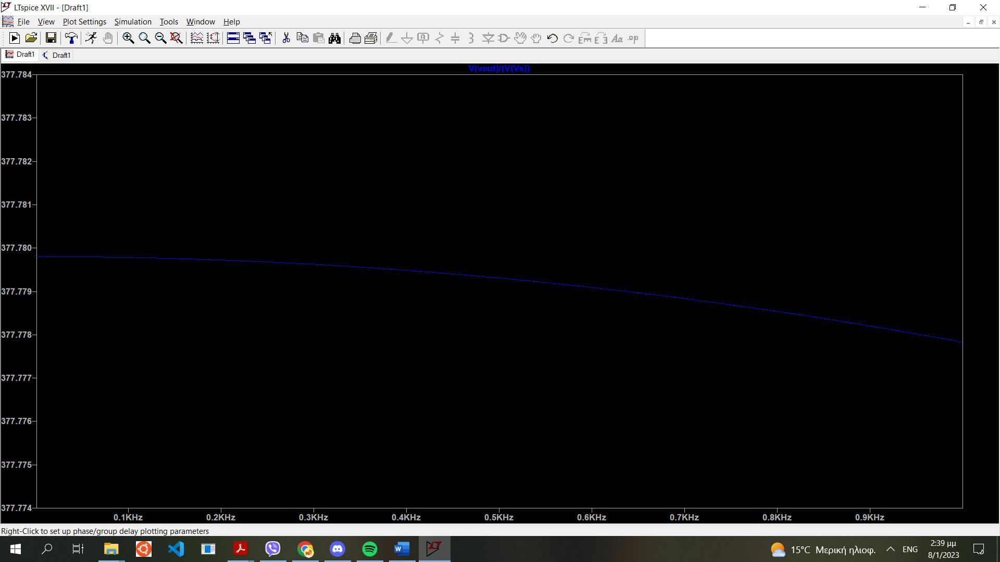 LTspice XVII - [Draft1]
File View Plot Settings Simulation Tools Window Help
Draft1 Draft1
V(vout)/(V(Vs))
377.784
377.783
377.782
377.781
377.780
377.779
377.778
377.777
377.776
377.775
377.774
0.1KHz 0.2KHz 0.3KHz 0.4KHz 0.5KHz 0.6KHz 0.7KHz 0.8KHz 0.9KHz
Right-Click to set up phase/group delay plotting parameters
15°C Μερική ηλιοφ. ENG 2:39 μμ
8/1/2023